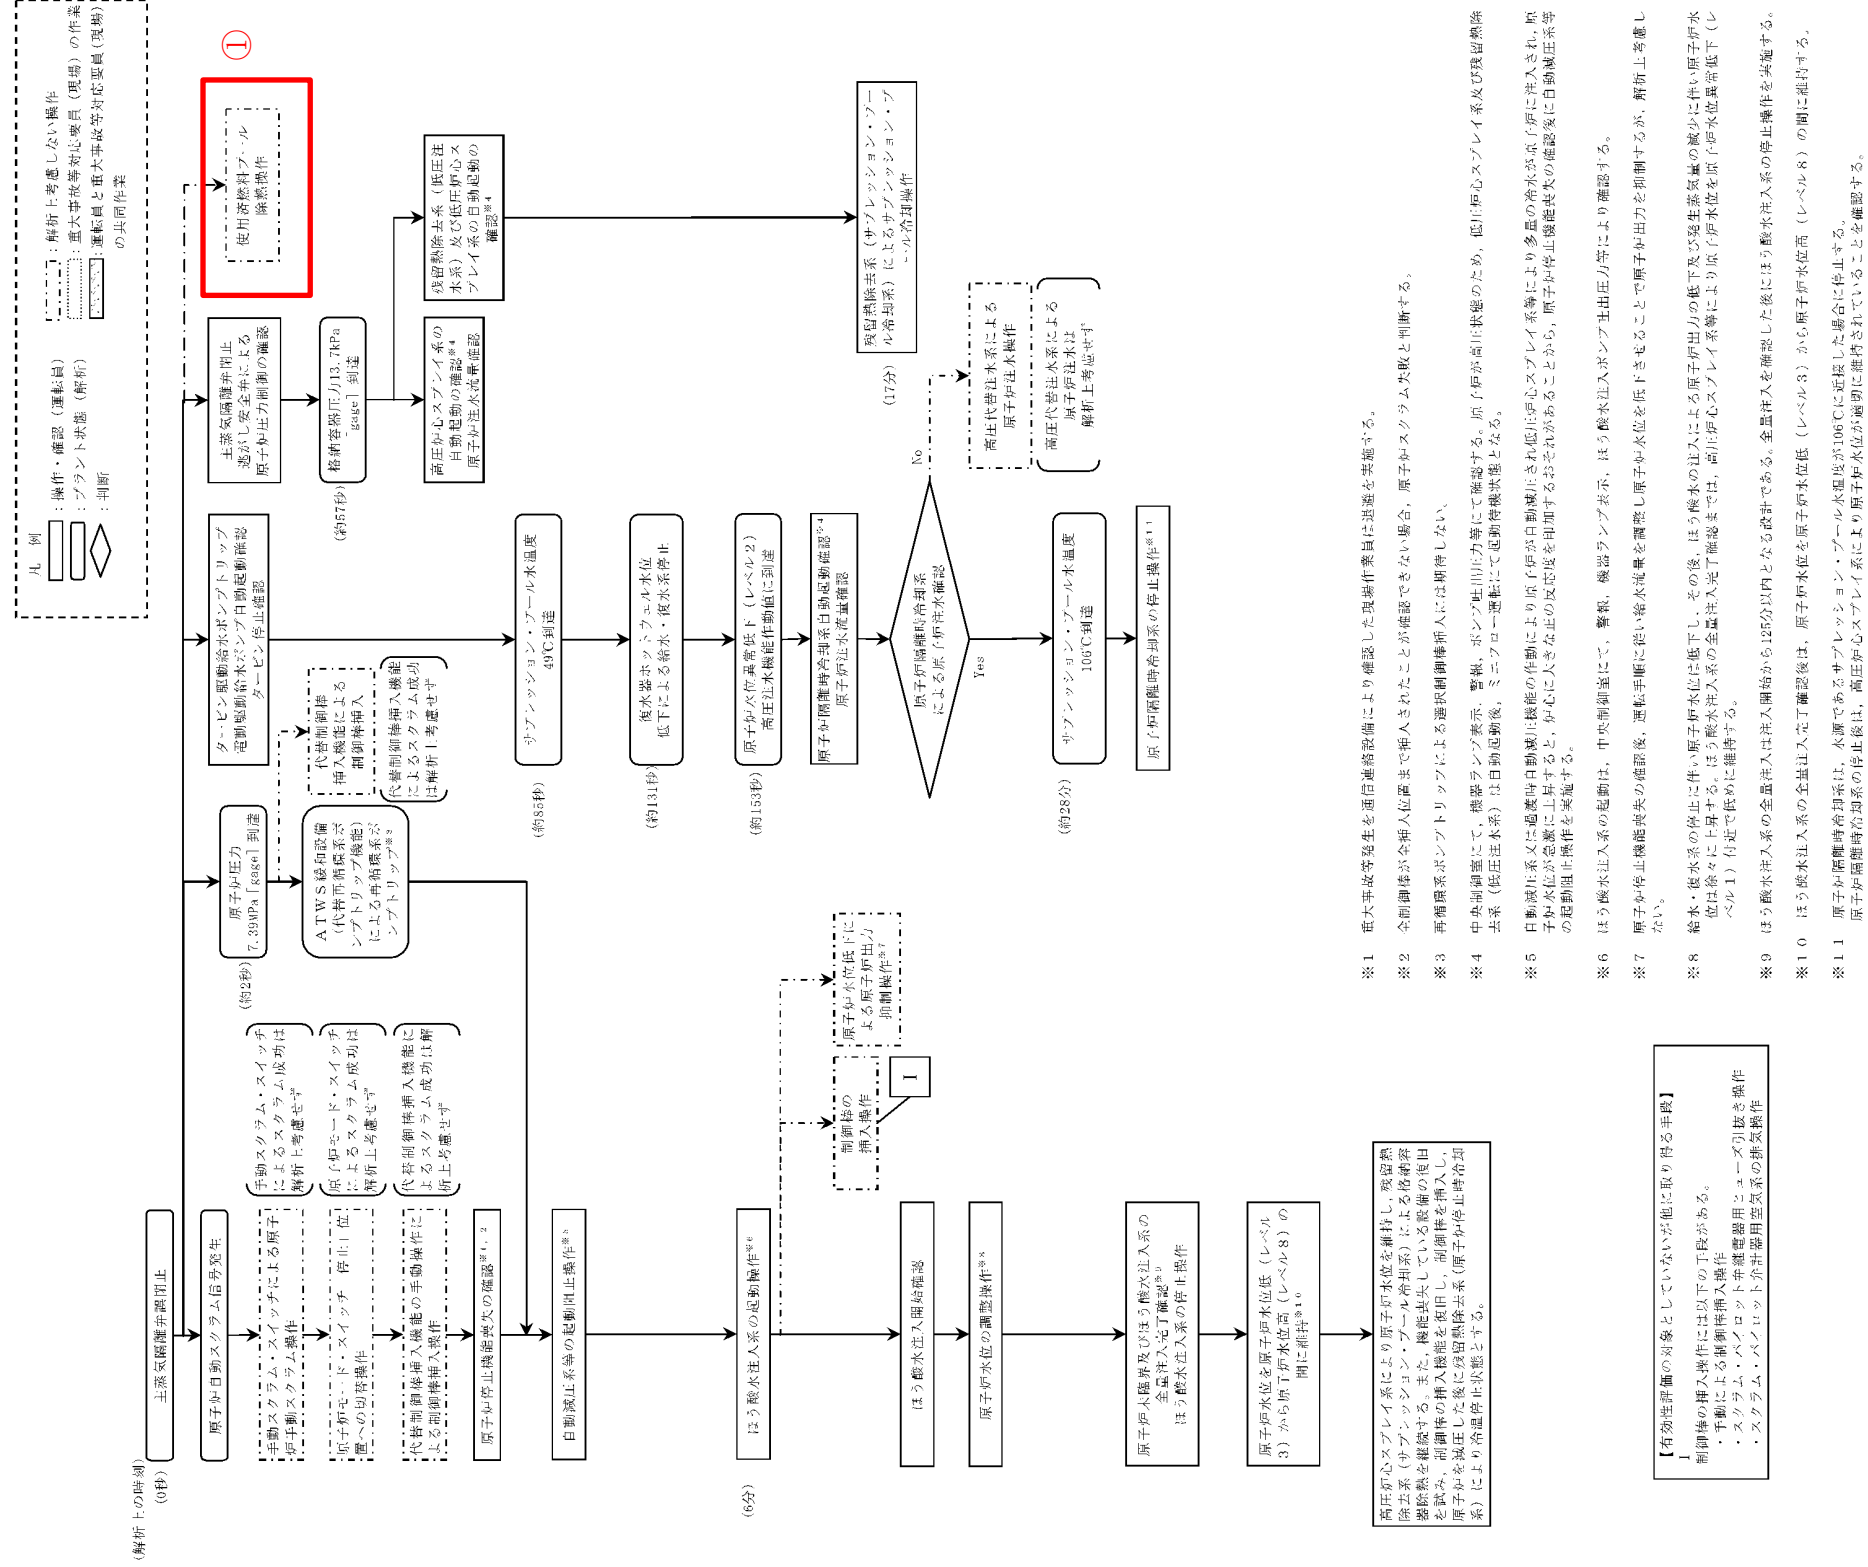 凡 例
：操作・確認（運転員）
：プラント状態（解析）
：判断
：解析上考慮しない操作
：重大事故等対応要員（現場）の作業
：運転員と重大事故等対応要員（現場）
の共同作業
①
(解析上の時刻)
(0秒)
主蒸気隔離弁誤閉止
原子炉自動スクラム信号発生
手動スクラム・スイッチによる原子
炉手動スクラム操作
手動スクラム・スイッチ
によるスクラム成功は
解析上考慮せず
原子炉モード・スイッチ「停止」位
置への切替操作
原子炉モード・スイッチ
によるスクラム成功は
解析上考慮せず
代替制御棒挿入機能の手動操作に
よる制御棒挿入操作
代替制御棒挿入機能に
よるスクラム成功は解
析上考慮せず
原子炉停止機能喪失の確認※1，2
自動減圧系等の起動阻止操作※5
(6分)
ほう酸水注入系の起動操作※6
制御棒の
挿入操作
I
原子炉水位低下に
よる原子炉出力
抑制操作※7
ほう酸水注入開始確認
原子炉水位の調整操作※8
原子炉未臨界及びほう酸水注入系の
全量注入完了確認※9
ほう酸水注入系の停止操作
原子炉水位を原子炉水位低（レベル
3）から原子炉水位高（レベル8）の
間に維持※10
高圧炉心スプレイ系により原子炉水位を維持し，残留熱
除去系（サプレッション・プール冷却系）による格納容
器除熱を継続する。また，機能喪失している設備の復旧
を試み，制御棒の挿入機能を復旧し，制御棒を挿入し，
原子炉を減圧した後に残留熱除去系（原子炉停止時冷却
系）により冷温停止状態とする。
(約2秒)
原子炉圧力
7.39MPa［gage］到達
ATWS緩和設備
（代替再循環系ポ
ンプトリップ機能）
による再循環系ポ
ンプトリップ※3
代替制御棒
挿入機能による
制御棒挿入
代替制御棒挿入機能
によるスクラム成功
は解析上考慮せず
タービン駆動給水ポンプトリップ
電動駆動給水ポンプ自動起動確認
タービン停止確認
(約85秒)
サプレッション・プール水温度
49℃到達
(約131秒)
復水器ホットウェル水位
低下による給水・復水系停止
(約153秒)
原子炉水位異常低下（レベル2）
高圧注水機能作動値に到達
原子炉隔離時冷却系自動起動確認※4
原子炉注水流量確認
原子炉隔離時冷却系
による原子炉注水確認
Yes
No
高圧代替注水系による
原子炉注水操作
高圧代替注水系による
原子炉注水は
解析上考慮せず
(約28分)
サプレッション・プール水温度
106℃到達
原子炉隔離時冷却系の停止操作※11
主蒸気隔離弁閉止
逃がし安全弁による
原子炉圧力制御の確認
(約57秒)
格納容器圧力13.7kPa
［gage］到達
高圧炉心スプレイ系の
自動起動の確認※4
原子炉注水流量確認
残留熱除去系（低圧注
水系）及び低圧炉心ス
プレイ系の自動起動の
確認※4
(17分)
残留熱除去系（サプレッション・プー
ル冷却系）によるサプレッション・プ
ール冷却操作
使用済燃料プール
除熱操作
※1 重大事故等発生を通信連絡設備により確認した現場作業員は退避を実施する。
※2 全制御棒が全挿入位置まで挿入されたことが確認できない場合，原子炉スクラム失敗と判断する。
※3 再循環系ポンプトリップによる選択制御棒挿入には期待しない。
※4 中央制御室にて，機器ランプ表示，警報，ポンプ吐出圧力等にて確認する。原子炉が高圧状態のため，低圧炉心スプレイ系及び残留熱除
去系（低圧注水系）は自動起動後，ミニフロー運転にて起動待機状態となる。
※5 自動減圧系又は過渡時自動減圧機能の作動により原子炉が自動減圧され低圧炉心スプレイ系等により多量の冷水が原子炉に注入され，原
子炉水位が急激に上昇すると，炉心に大きな正の反応度を印加するおそれがあることから，原子炉停止機能喪失の確認後に自動減圧系等
の起動阻止操作を実施する。
※6 ほう酸水注入系の起動は，中央制御室にて，警報，機器ランプ表示，ほう酸水注入ポンプ吐出圧力等により確認する。
※7 原子炉停止機能喪失の確認後，運転手順に従い給水流量を調整し原子炉水位を低下させることで原子炉出力を抑制するが，解析上考慮し
ない。
※8 給水・復水系の停止に伴い原子炉水位は低下し，その後，ほう酸水の注入による原子炉出力の低下及び発生蒸気量の減少に伴い原子炉水
位は徐々に上昇する。ほう酸水注入系の全量注入完了確認までは，高圧炉心スプレイ系等により原子炉水位を原子炉水位異常低下（レ
ベル1）付近で低めに維持する。
※9 ほう酸水注入系の全量注入は注入開始から125分以内となる設計である。全量注入を確認した後にほう酸水注入系の停止操作を実施する。
※10 ほう酸水注入系の全量注入完了確認後は，原子炉水位を原子炉水位低（レベル3）から原子炉水位高（レベル8）の間に維持する。
※11 原子炉隔離時冷却系は，水源であるサプレッション・プール水温度が106℃に近接した場合に停止する。
原子炉隔離時冷却系の停止後は，高圧炉心スプレイ系により原子炉水位が適切に維持されていることを確認する。
【有効性評価の対象としていないが他に取り得る手段】
I
制御棒の挿入操作には以下の手段がある。
・手動による制御棒挿入操作
・スクラム・パイロット弁継電器用ヒューズ引抜き操作
・スクラム・パイロット弁計器用空気系の排気操作